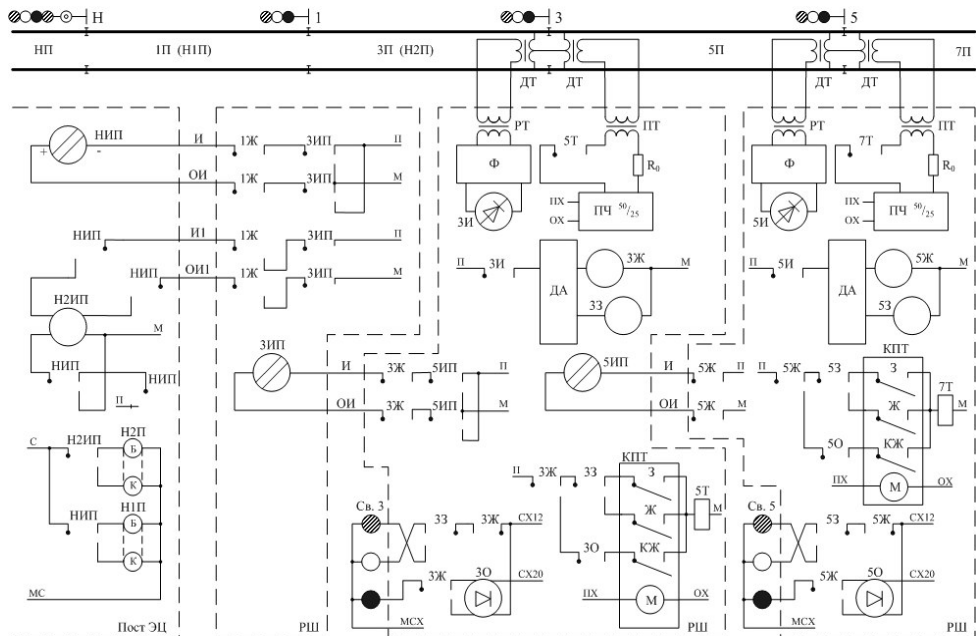 Н 1 3 5
НП 1П (Н1П) 3П (Н2П) 5П 7П
ДТ ДТ ДТ ДТ
РТ ПТ РТ ПТ
НИП И 1Ж 3ИП П 5Т 7Т
+ -
Ф R₀ Ф R₀
ОИ 1Ж 3ИП М
3И ПХ ОХ ПЧ 50/25 5И ПХ ОХ ПЧ 50/25
НИП И1 1Ж 3ИП П
НИП ОИ1 1Ж 3ИП М
П 3И ДА 3Ж М П 5И ДА 5Ж М
33 53
Н2ИП
М
3ИП И 3Ж 5ИП П 5ИП И 5Ж П П 5Ж 53 КПТ З 7Т
НИП НИП
П
ОИ 3Ж 5ИП М ОИ 5Ж М Ж М
5О КЖ
С Н2ИП Н2П Б
К
ПХ М ОХ
П 3Ж 33 КПТ З 5Т
Ж М
3О КЖ
ПХ М ОХ
НИП Н1П Б
К
Св. 3 33 3Ж СХ12 Св. 5 53 5Ж СХ12
3Ж 3О СХ20 5Ж 5О СХ20
МС МСХ МСХ
Пост ЭЦ РШ РШ РШ